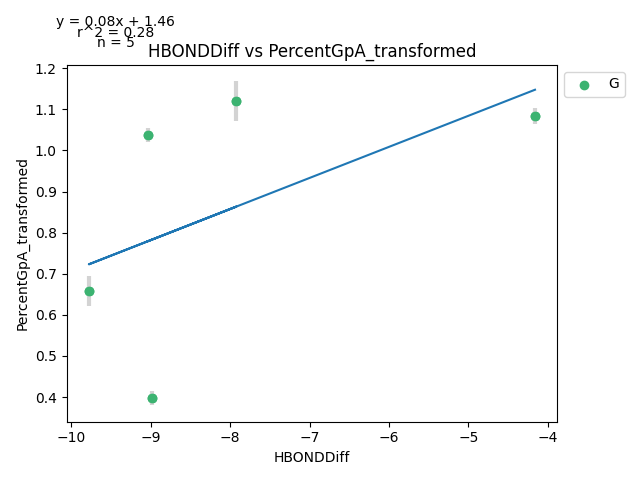 y = 0.08x + 1.46
r^2 = 0.28
n = 5
HBONDDiff vs PercentGpA_transformed
G
1.2
1.1
1.0
0.9
0.8
0.7
0.6
0.5
0.4
PercentGpA_transformed
−10 −9 −8 −7 −6 −5 −4
HBONDDiff